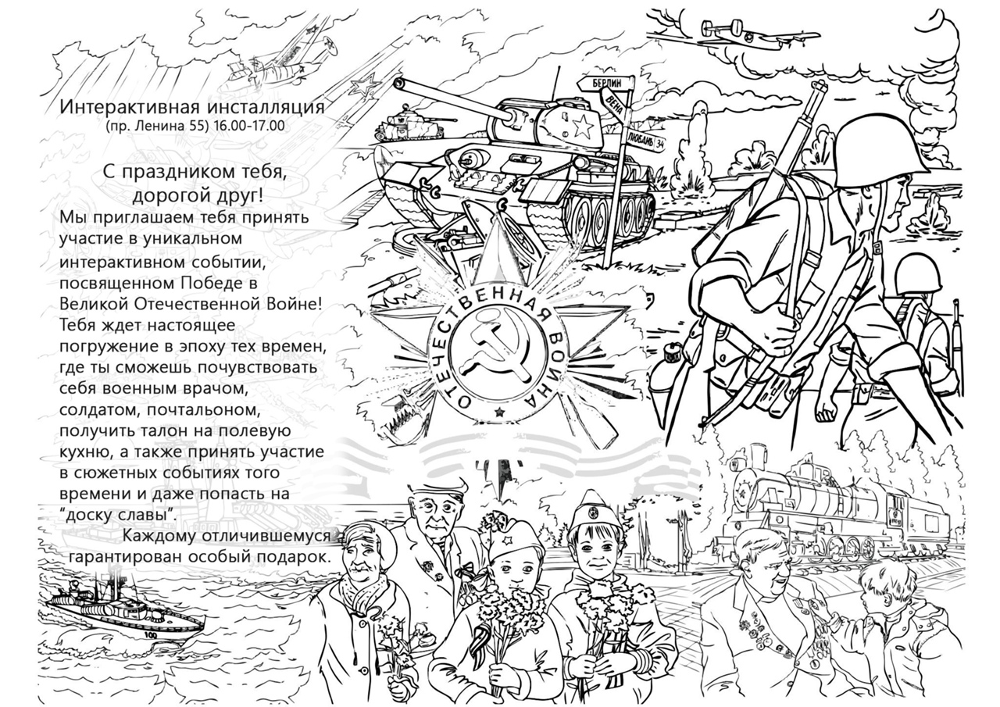 Интерактивная инсталляция
(пр. Ленина 55) 16.00-17.00
С праздником тебя,
дорогой друг!
Мы приглашаем тебя принять
участие в уникальном
интерактивном событии,
посвященном Победе в
Великой Отечественной Войне!
Тебя ждет настоящее
погружение в эпоху тех времен,
где ты сможешь почувствовать
себя военным врачом,
солдатом, почтальоном,
получить талон на полевую
кухню, а также принять участие
в сюжетных событиях того
времени и даже попасть на
“доску славы”.
Каждому отличившемуся
гарантирован особый подарок.
БЕРЛИН
ВЕНА
ЛЮБАНЬ 34
ОТЕЧЕСТВЕННАЯ ВОЙНА
100